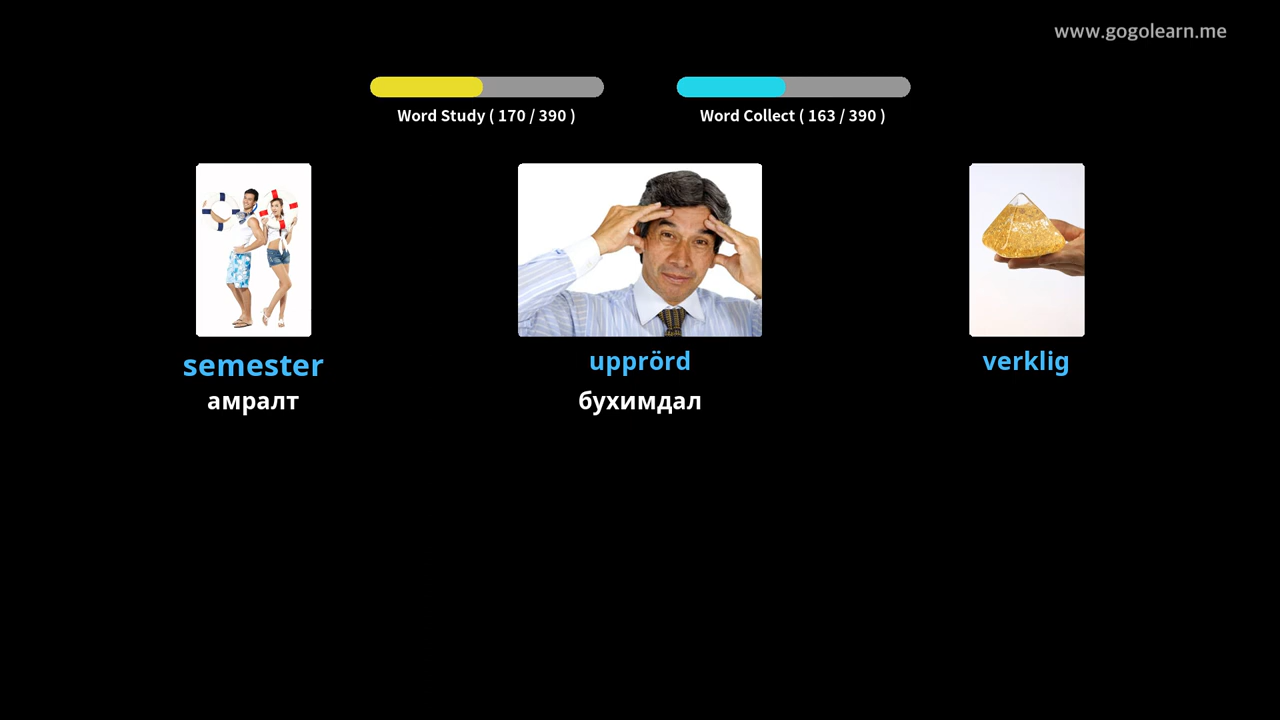 www.gogolearn.me
Word Study ( 170 / 390 )
Word Collect ( 163 / 390 )
semester
амралт
upprörd
бухимдал
verklig